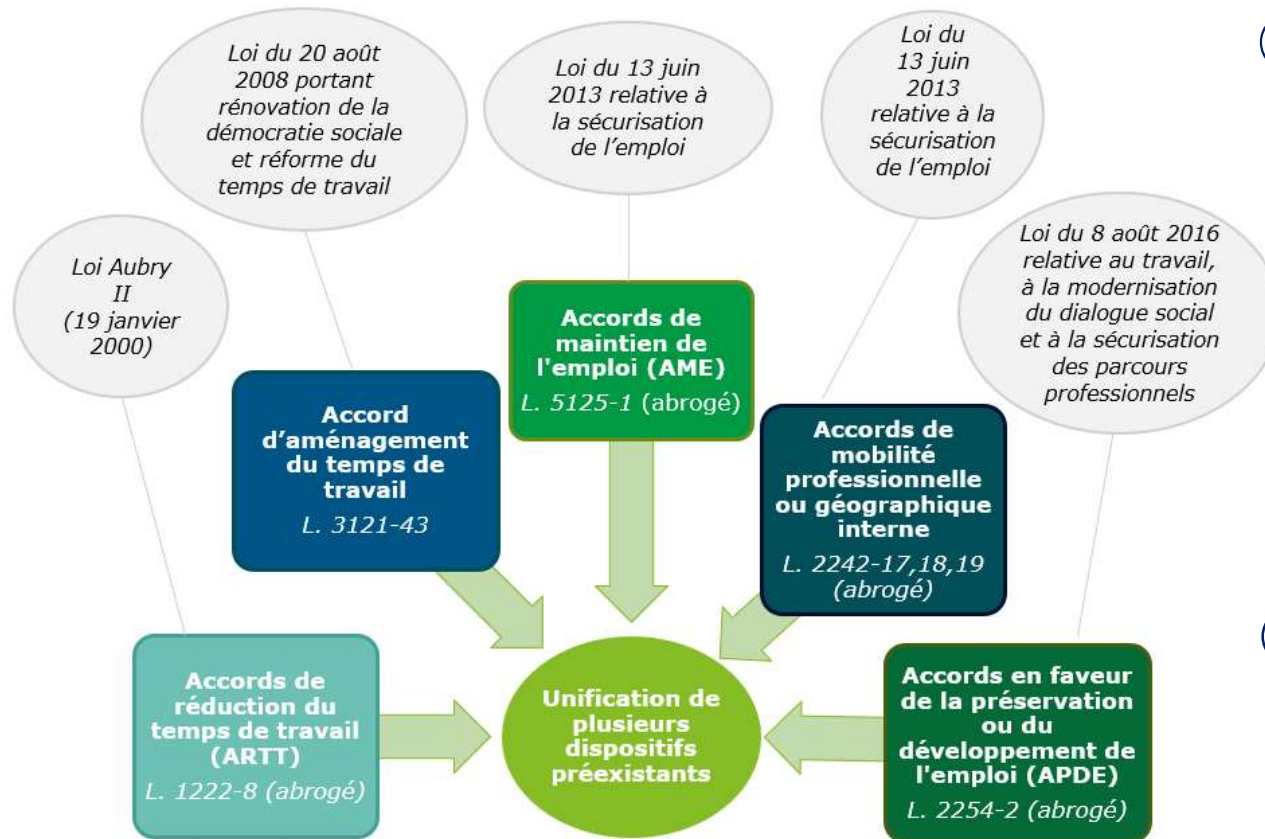 Loi du 20 août
2008 portant
rénovation de la
démocratie sociale
et réforme du
temps de travail
Loi du 13 juin
2013 relative à
la sécurisation
de l'emploi
Loi du
13 juin
2013
relative à la
sécurisation
de l'emploi
Loi Aubry
II
(19 janvier
2000)
Loi du 8 août 2016
relative au travail,
à la modernisation
du dialogue social
et à la sécurisation
des parcours
professionnels
Accords de
maintien de
l'emploi (AME)
L. 5125-1 (abrogé)
Accord
d'aménagement
du temps de
travail
L. 3121-43
Accords de
mobilité
professionnelle
ou géographique
interne
L. 2242-17,18,19
(abrogé)
Accords de
réduction du
temps de travail
(ARTT)
L. 1222-8 (abrogé)
Unification de
plusieurs
dispositifs
préexistants
Accords en faveur
de la préservation
ou du
développement de
l'emploi (APDE)
L. 2254-2 (abrogé)